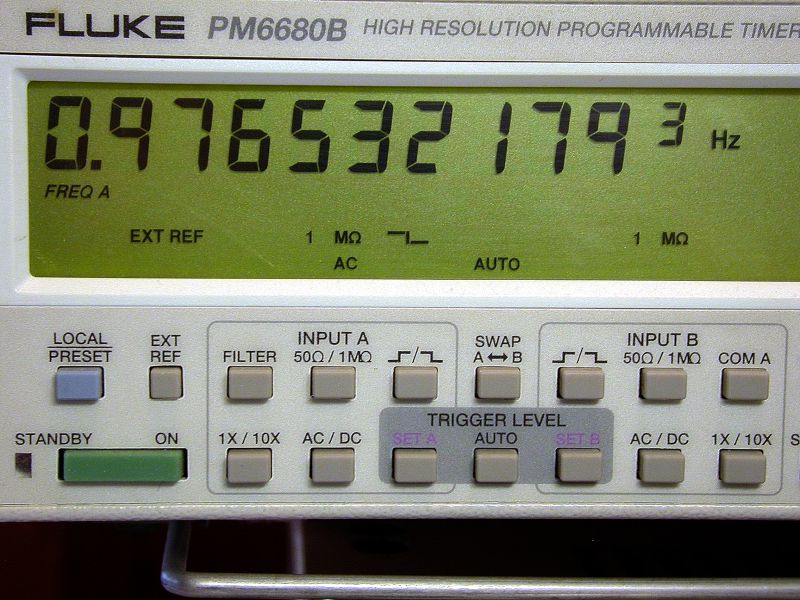 FLUKE PM6680B HIGH RESOLUTION PROGRAMMABLE TIMER
0.976532179 3 Hz
FREQ A
EXT REF 1 MΩ 1 MΩ
AC AUTO
LOCAL
PRESET
EXT
REF
INPUT A
FILTER 50Ω / 1MΩ
SWAP
A ↔ B
INPUT B
50Ω / 1MΩ COM A
TRIGGER LEVEL
STANDBY ON 1X / 10X AC / DC SET A AUTO SET B AC / DC 1X / 10X